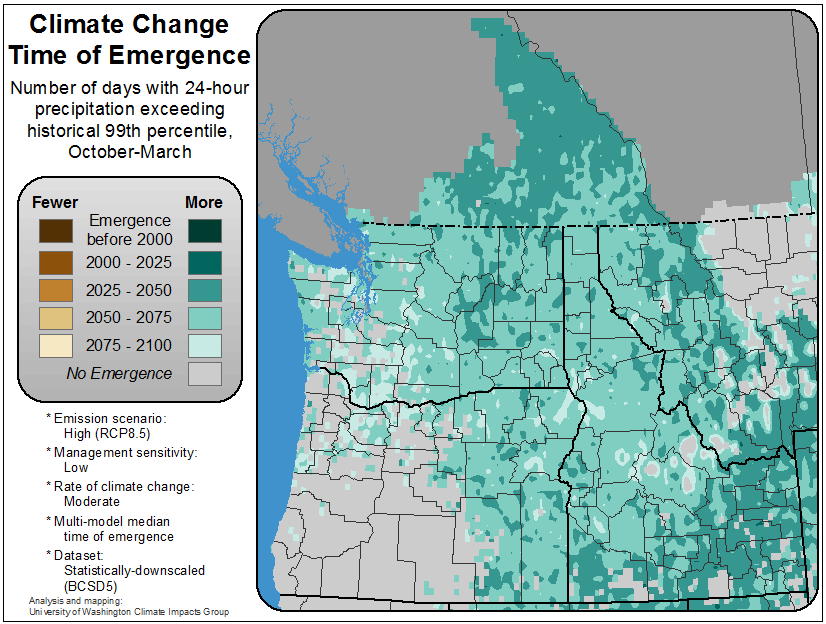 Climate Change
Time of Emergence
Number of days with 24-hour
precipitation exceeding
historical 99th percentile,
October-March
Fewer More
Emergence
before 2000
2000 - 2025
2025 - 2050
2050 - 2075
2075 - 2100
No Emergence
* Emission scenario:
High (RCP8.5)
* Management sensitivity:
Low
* Rate of climate change:
Moderate
* Multi-model median
time of emergence
* Dataset:
Statistically-downscaled
(BCSD5)
Analysis and mapping:
University of Washington Climate Impacts Group